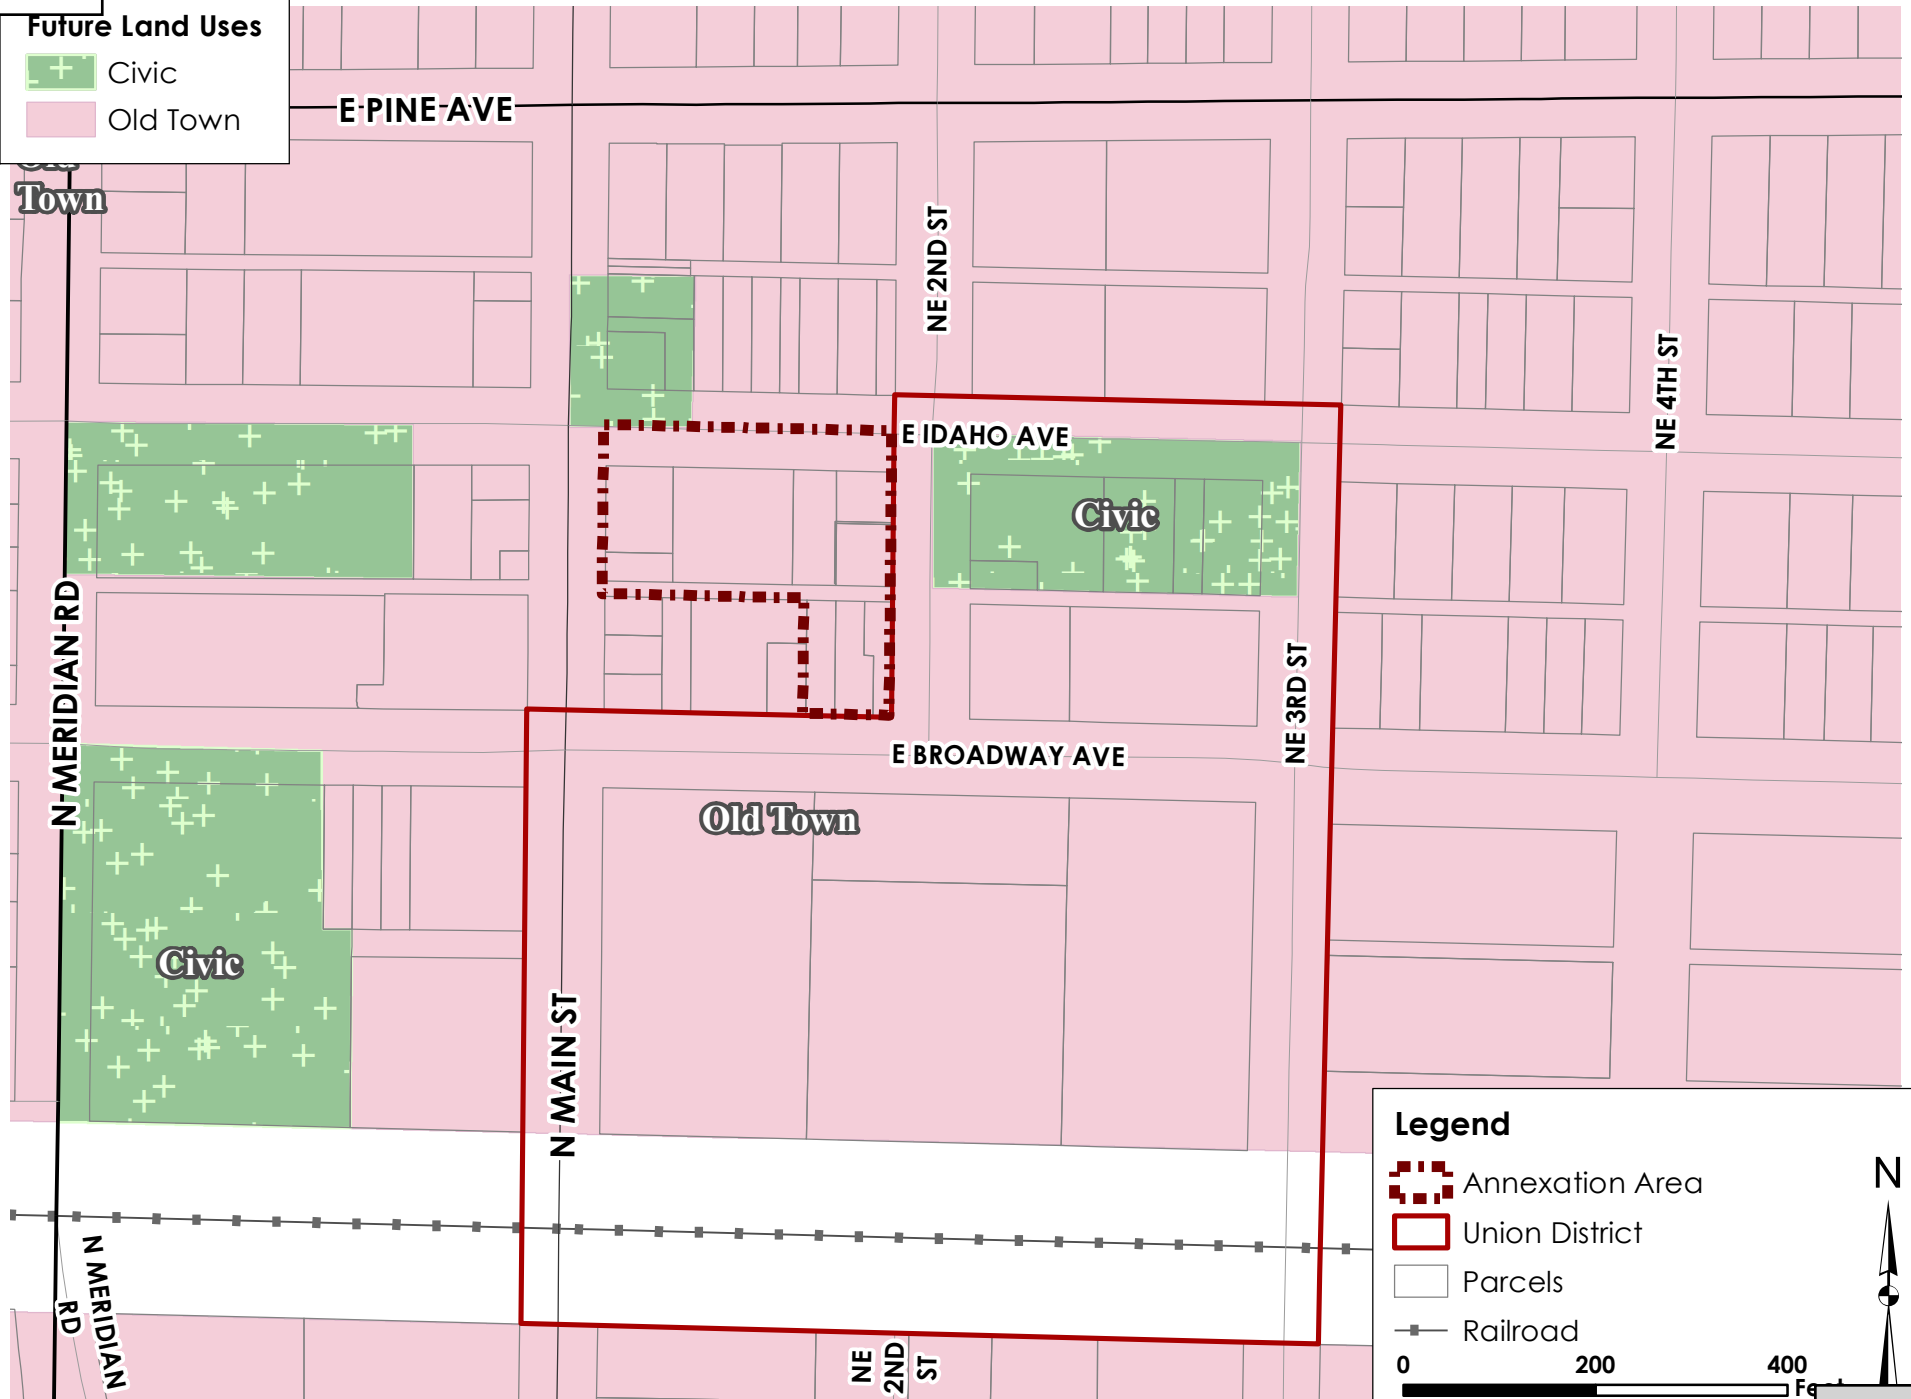 Future Land Uses
Civic
Old Town
E PINE AVE
Old
Town
NE 2ND ST
NE 4TH ST
E IDAHO AVE
Civic
N MERIDIAN RD
NE 3RD ST
E BROADWAY AVE
Old Town
Civic
N MAIN ST
N MERIDIAN
RD
NE
2ND
ST
Legend
Annexation Area
Union District
Parcels
Railroad
N
0 200 400
Feet